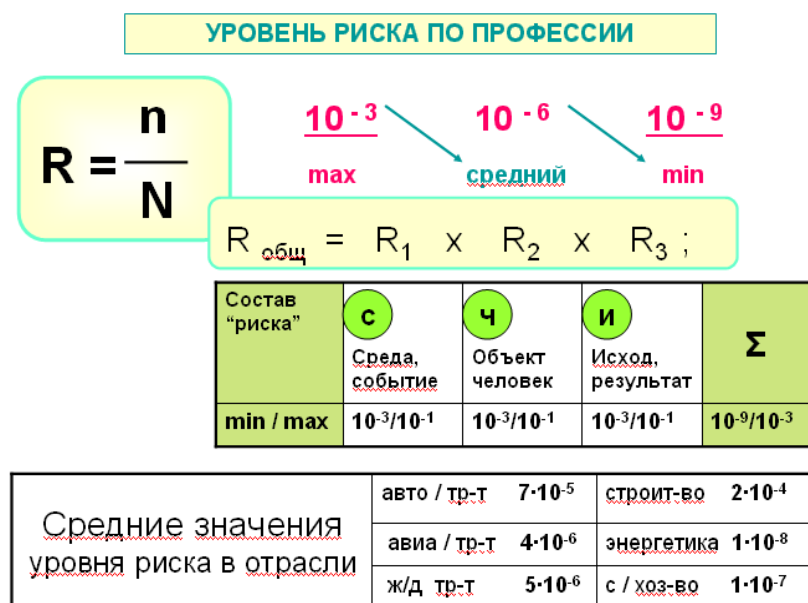 УРОВЕНЬ РИСКА ПО ПРОФЕССИИ
R = n / N
10⁻³ 10⁻⁶ 10⁻⁹
max средний min
R общ = R₁ x R₂ x R₃ ;
Состав “риска”
с
Среда, событие
ч
Объект человек
и
Исход, результат
Σ
min / max 10⁻³/10⁻¹ 10⁻³/10⁻¹ 10⁻³/10⁻¹ 10⁻⁹/10⁻³
Средние значения
уровня риска в отрасли
авто / тр-т 7·10⁻⁵ строит-во 2·10⁻⁴
авиа / тр-т 4·10⁻⁶ энергетика 1·10⁻⁸
ж/д тр-т 5·10⁻⁶ с / хоз-во 1·10⁻⁷